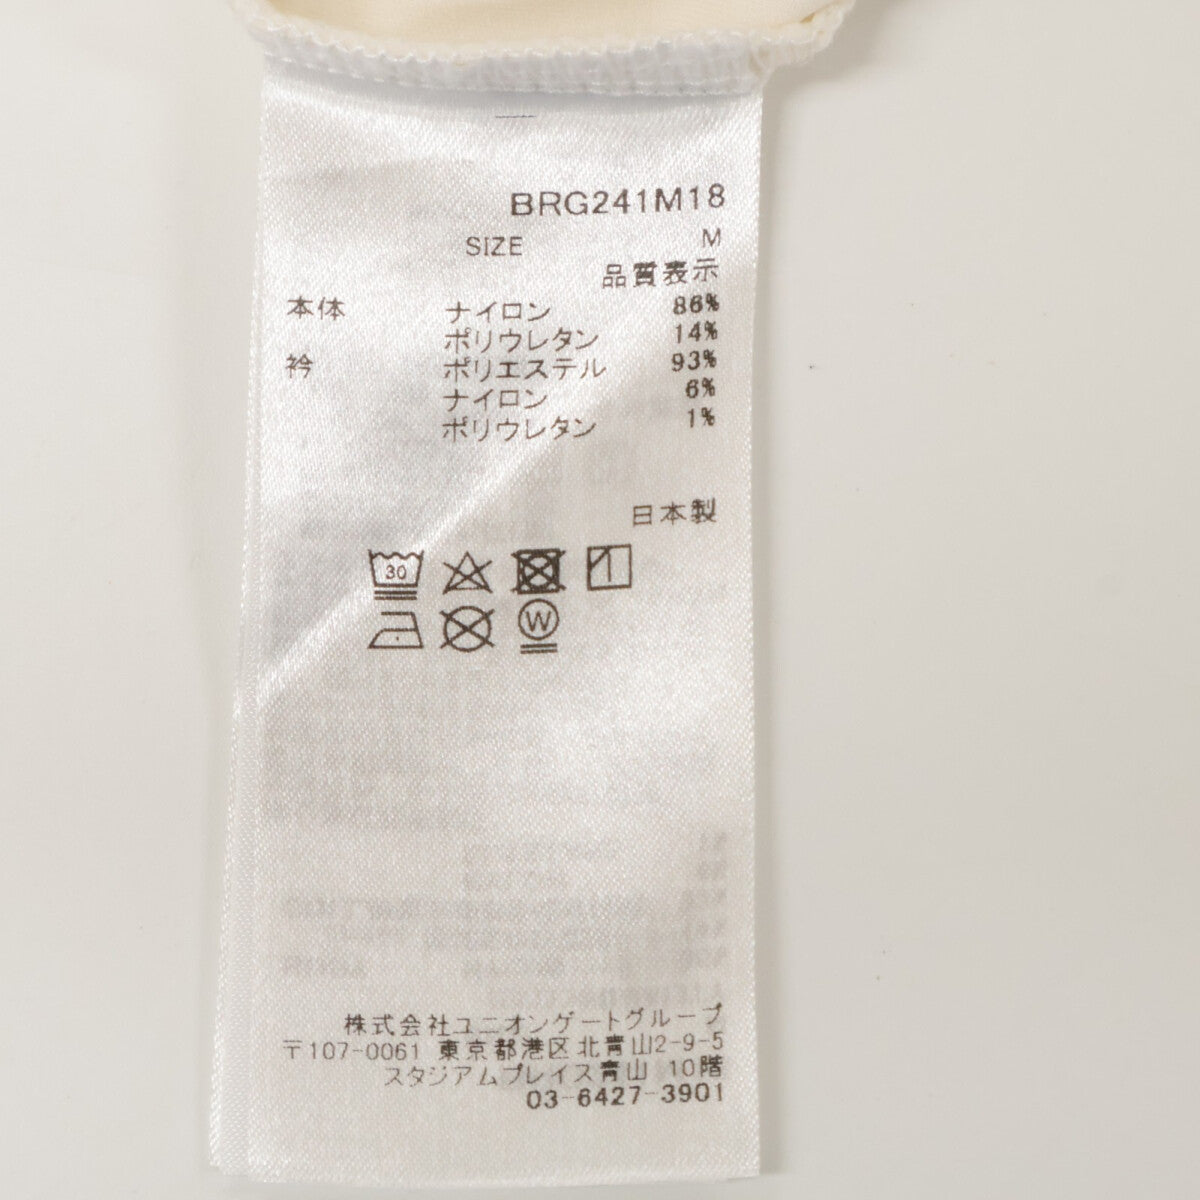 BRG241M18
SIZE M
品質表示
本体 ナイロン 86%
ポリウレタン 14%
衿 ポリエステル 93%
ナイロン 6%
ポリウレタン 1%
日本製
30
W
株式会社ユニオンゲートグループ
〒107-0061 東京都港区北青山2-9-5
スタジアムプレイス青山 10階
03-6427-3901